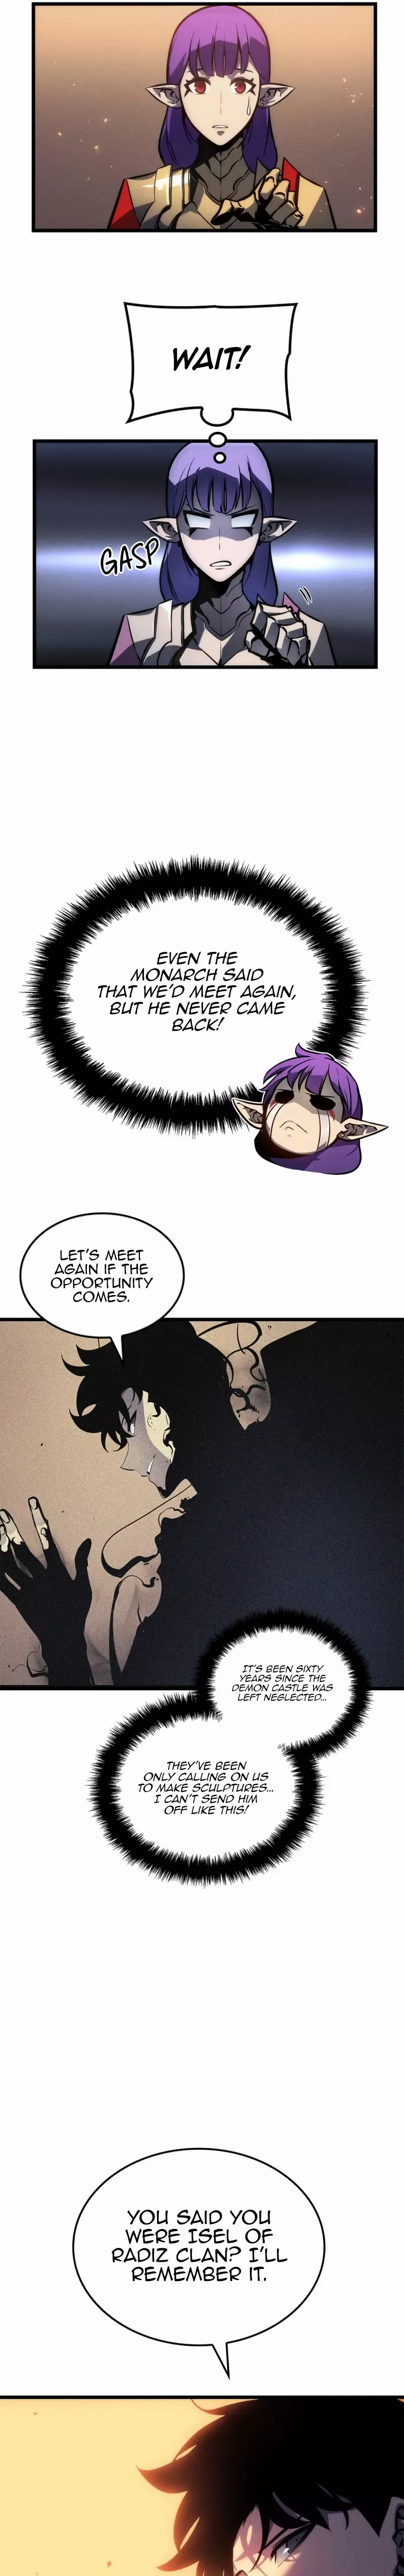 WAIT!
GASP
EVEN THE
MONARCH SAID
THAT WE'D MEET AGAIN,
BUT HE NEVER CAME
BACK!
LET'S MEET
AGAIN IF THE
OPPORTUNITY
COMES.
IT'S BEEN SIXTY
YEARS SINCE THE
DEMON CASTLE WAS
LEFT NEGLECTED...
THEY'VE BEEN
ONLY CALLING ON US
TO MAKE SCULPTURES...
I CAN'T SEND HIM
OFF LIKE THIS!
YOU SAID YOU
WERE ISEL OF
RADIZ CLAN? I'LL
REMEMBER IT.